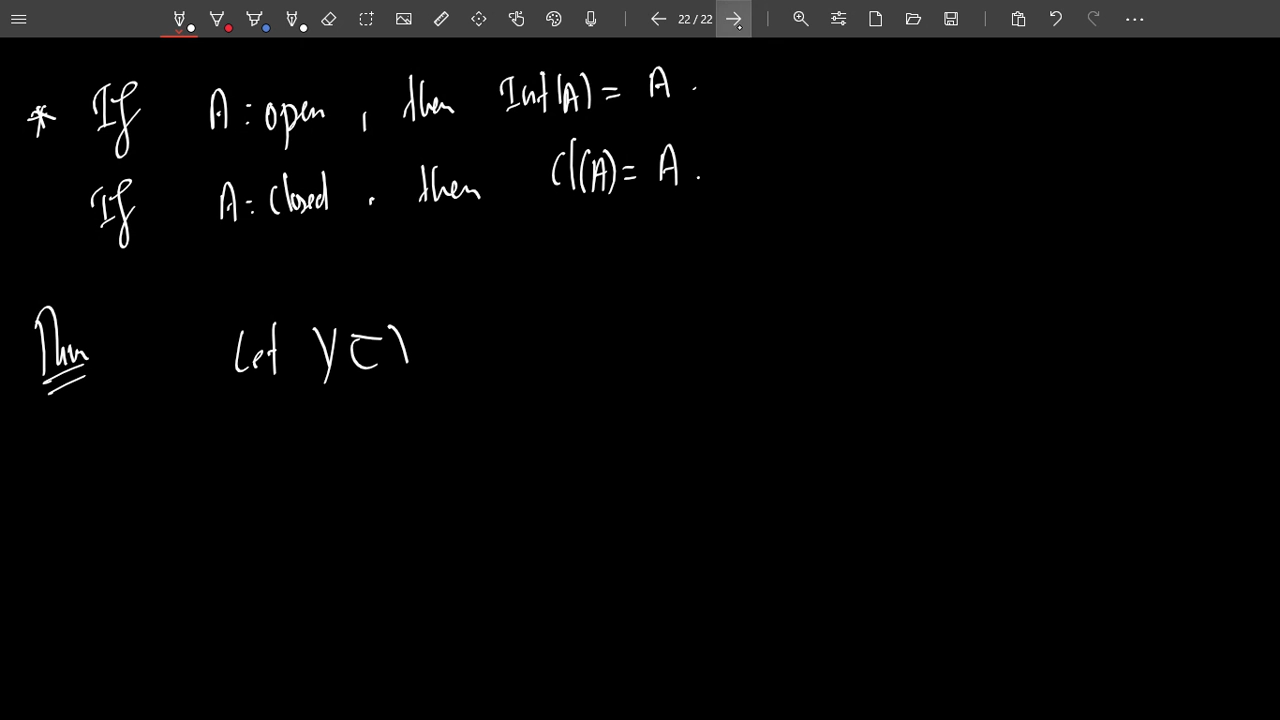 22 / 22
* If A : open , then Int(A) = A .
If A : closed . then Cl(A) = A .
Thm Let Y ⊂